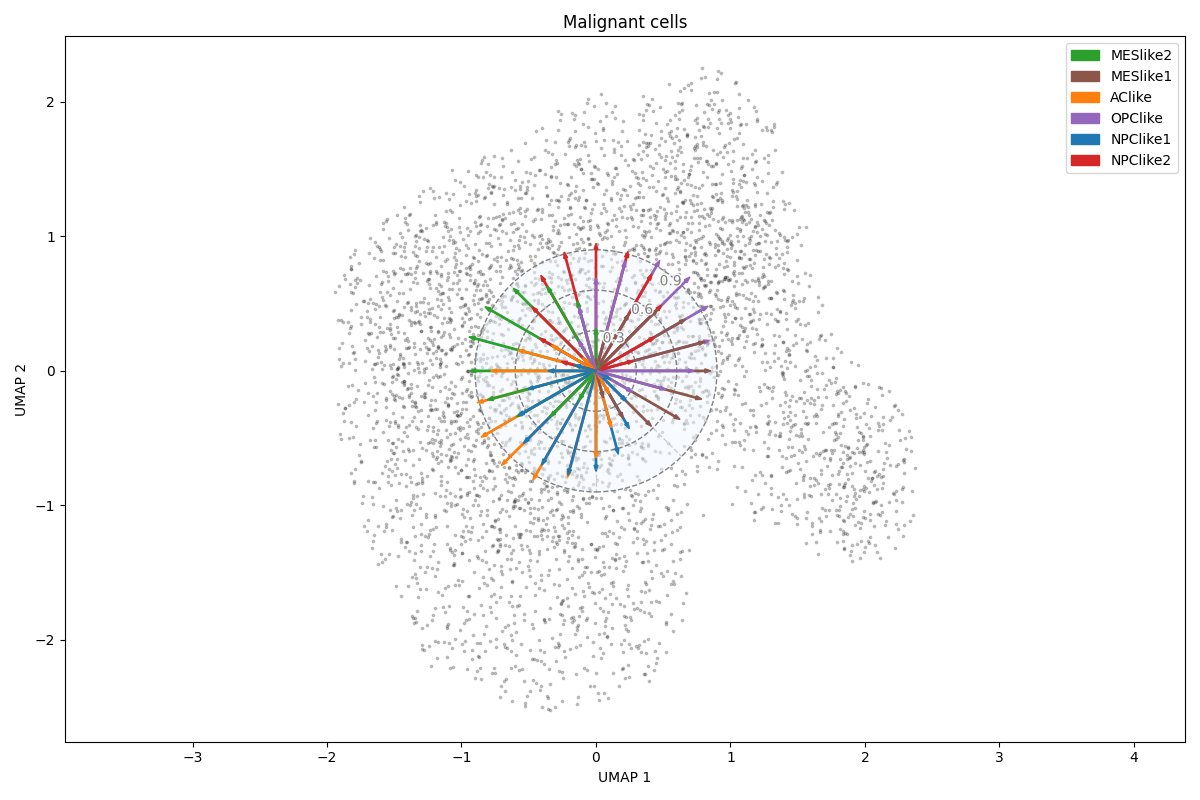 Malignant cells
MESlike2
MESlike1
AClike
OPClike
NPClike1
NPClike2
0.9
0.6
0.3
2
1
0
−1
−2
UMAP 2
−3 −2 −1 0 1 2 3 4
UMAP 1